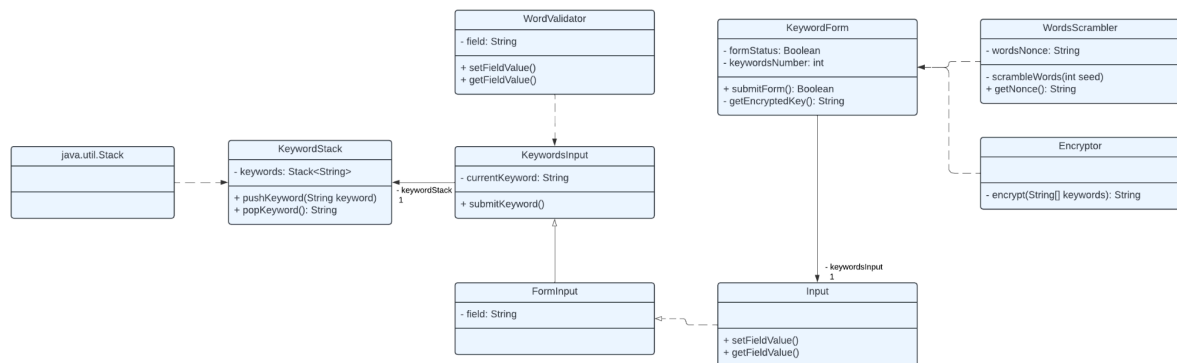 WordValidator
- field: String
+ setFieldValue()
+ getFieldValue()
KeywordForm
- formStatus: Boolean
- keywordsNumber: int
+ submitForm(): Boolean
- getEncryptedKey(): String
WordsScrambler
- wordsNonce: String
- scrambleWords(int seed)
+ getNonce(): String
java.util.Stack
KeywordStack
- keywords: Stack<String>
+ pushKeyword(String keyword)
+ popKeyword(): String
- keywordStack
1
KeywordsInput
- currentKeyword: String
+ submitKeyword()
Encryptor
- encrypt(String[] keywords): String
- keywordsInput
1
FormInput
- field: String
Input
+ setFieldValue()
+ getFieldValue()